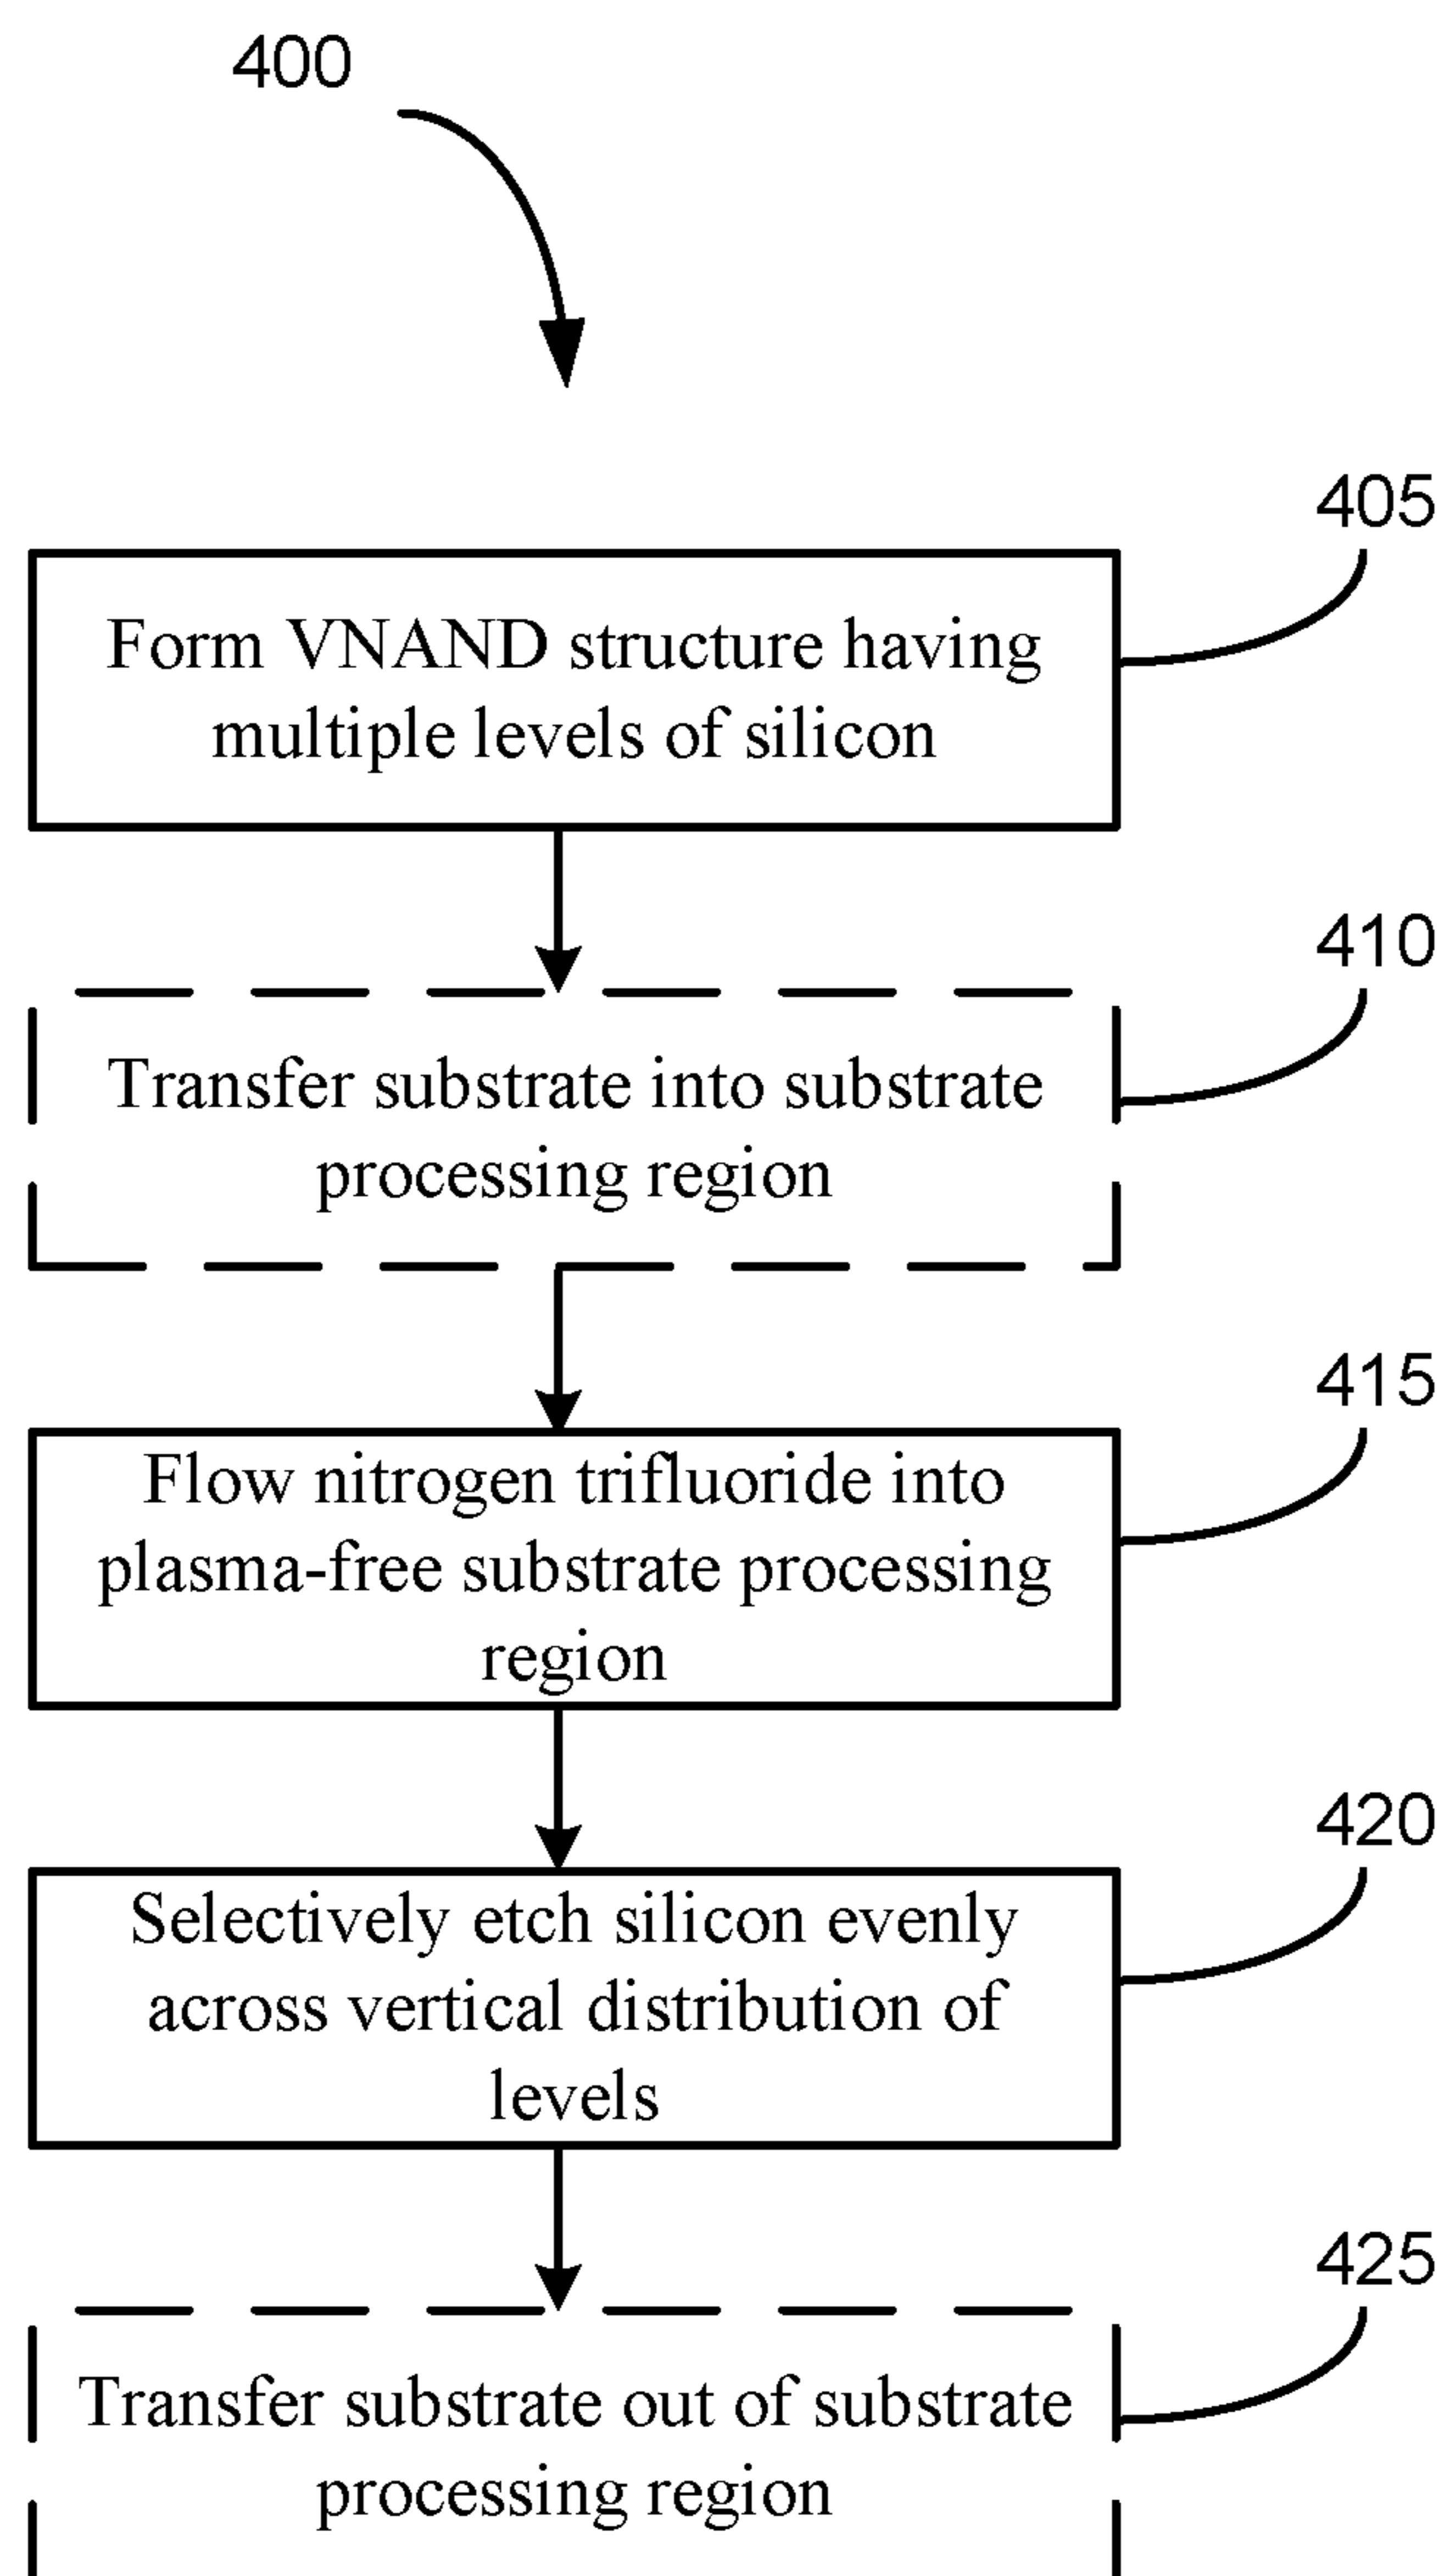 400
405
Form VNAND structure having
multiple levels of silicon
410
Transfer substrate into substrate
processing region
415
Flow nitrogen trifluoride into
plasma-free substrate processing
region
420
Selectively etch silicon evenly
across vertical distribution of
levels
425
Transfer substrate out of substrate
processing region